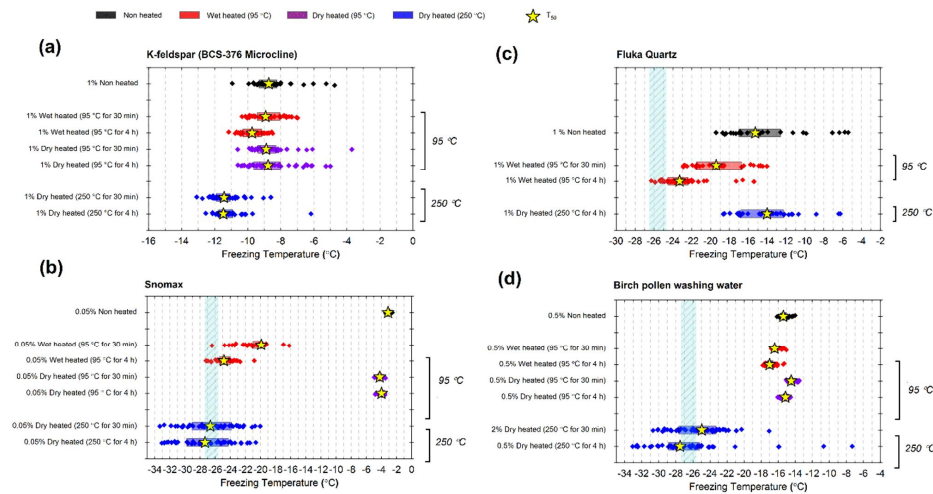 Non heated
Wet heated (95 °C)
Dry heated (95 °C)
Dry heated (250 °C)
T50
(a)
K-feldspar (BCS-376 Microcline)
1% Non heated
1% Wet heated (95 °C for 30 min)
1% Wet heated (95 °C for 4 h)
1% Dry heated (95 °C for 30 min)
1% Dry heated (95 °C for 4 h)
1% Dry heated (250 °C for 30 min)
1% Dry heated (250 °C for 4 h)
95 °C
250 °C
-16 -14 -12 -10 -8 -6 -4 -2 0
Freezing Temperature (°C)
(c)
Fluka Quartz
1% Non heated
1% Wet heated (95 °C for 30 min)
1% Wet heated (95 °C for 4 h)
1% Dry heated (250 °C for 4 h)
95 °C
250 °C
-30 -28 -26 -24 -22 -20 -18 -16 -14 -12 -10 -8 -6 -4 -2
Freezing Temperature (°C)
(b)
Snomax
0.05% Non heated
0.05% Wet heated (95 °C for 30 min)
0.05% Wet heated (95 °C for 4 h)
0.05% Dry heated (95 °C for 30 min)
0.05% Dry heated (95 °C for 4 h)
0.05% Dry heated (250 °C for 30 min)
0.05% Dry heated (250 °C for 4 h)
95 °C
250 °C
-34 -32 -30 -28 -26 -24 -22 -20 -18 -16 -14 -12 -10 -8 -6 -4 -2 0
Freezing Temperature (°C)
(d)
Birch pollen washing water
0.5% Non heated
0.5% Wet heated (95 °C for 30 min)
0.5% Wet heated (95 °C for 4 h)
0.5% Dry heated (95 °C for 30 min)
0.5% Dry heated (95 °C for 4 h)
2% Dry heated (250 °C for 30 min)
0.5% Dry heated (250 °C for 4 h)
95 °C
250 °C
-34 -32 -30 -28 -26 -24 -22 -20 -18 -16 -14 -12 -10 -8 -6 -4
Freezing Temperature (°C)